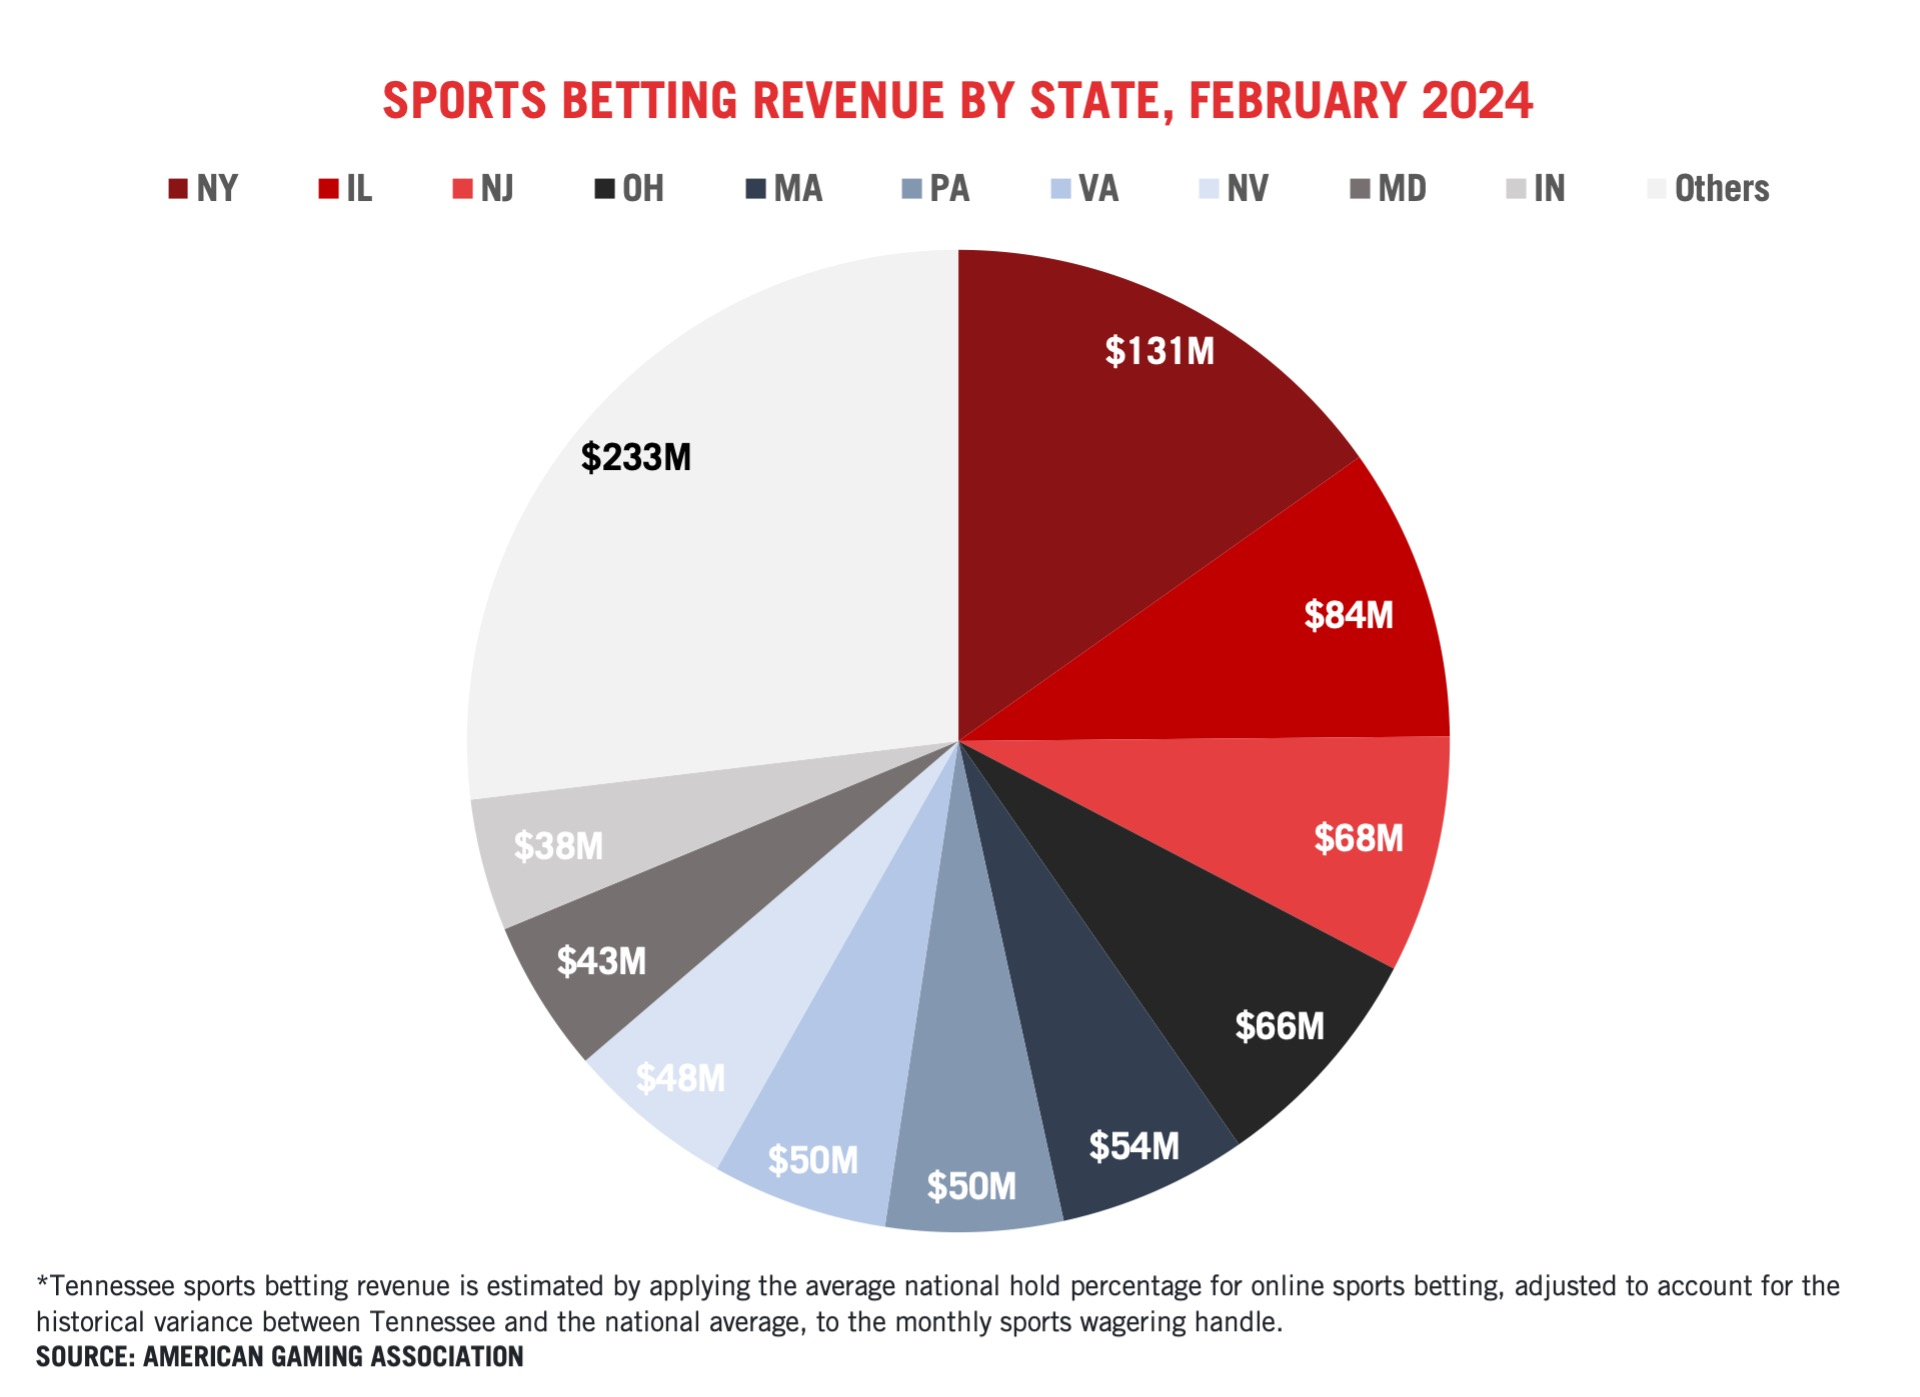 SPORTS BETTING REVENUE BY STATE, FEBRUARY 2024
NY IL NJ OH MA PA VA NV MD IN Others
$131M
$84M
$68M
$66M
$54M
$50M
$50M
$48M
$43M
$38M
$233M
*Tennessee sports betting revenue is estimated by applying the average national hold percentage for online sports betting, adjusted to account for the
historical variance between Tennessee and the national average, to the monthly sports wagering handle.
SOURCE: AMERICAN GAMING ASSOCIATION